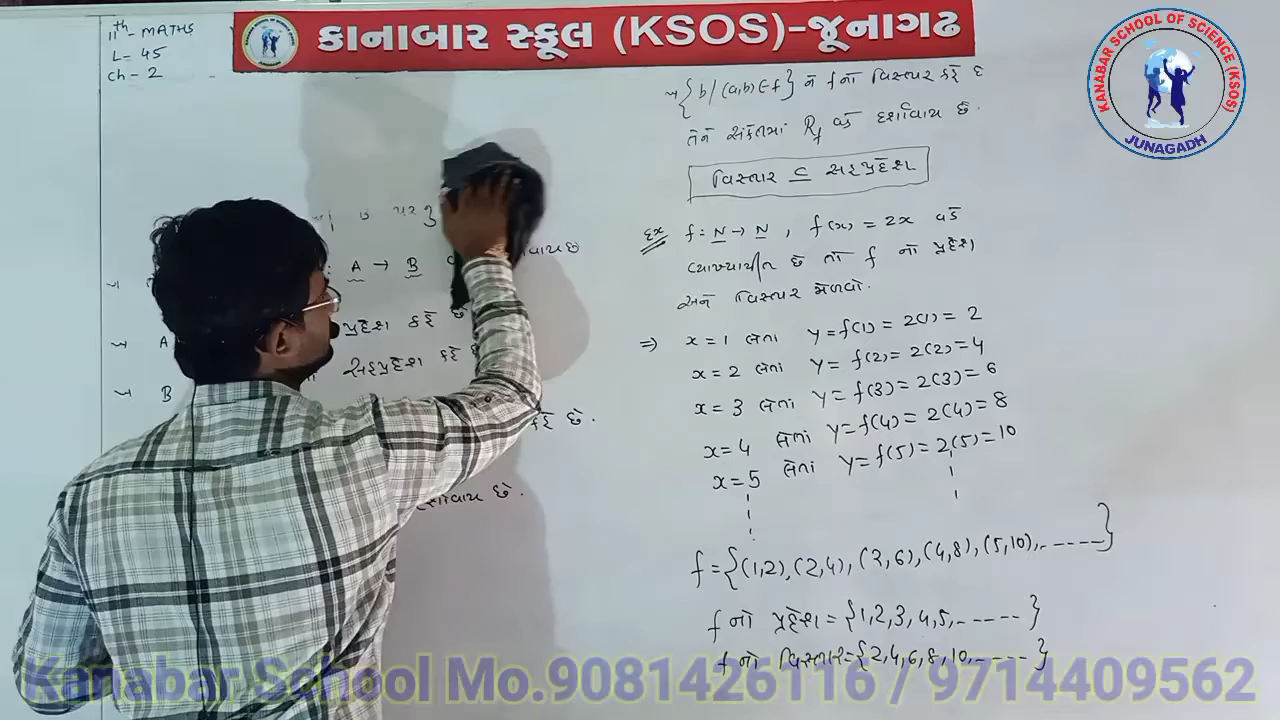 11th - MATHS
L = 45
ch - 2
કાનાબાર સ્કૂલ (KSOS)-જૂનાગઢ
KANABAR SCHOOL OF SCIENCE (KSOS)
JUNAGADH
A → B
A પ્રદેશ કહે છે
B સહપ્રદેશ કહે
કહે છે.
દર્શાવાય છે.
{b/(a,b) ∈ f} ને f નો વિસ્તાર કહે છે
તેને સંકેતમાં Rf વડે દર્શાવાય છે.
વિસ્તાર ⊆ સહપ્રદેશ
Ex f: N → N , f(x) = 2x વડે
વ્યાખ્યાયીત છે તો f નો પ્રદેશ
અને વિસ્તાર મેળવો.
⇒ x = 1 લેતા y = f(1) = 2(1) = 2
x = 2 લેતા y = f(2) = 2(2) = 4
x = 3 લેતાં y = f(3) = 2(3) = 6
x = 4 લેતાં y = f(4) = 2(4) = 8
x = 5 લેતાં y = f(5) = 2(5) = 10
f = {(1,2), (2,4), (3,6), (4,8), (5,10), -----}
f નો પ્રદેશ = {1,2,3,4,5, -----}
f નો વિસ્તાર = {2,4,6,8,10, -----}
Kanabar School Mo.9081426116 / 9714409562